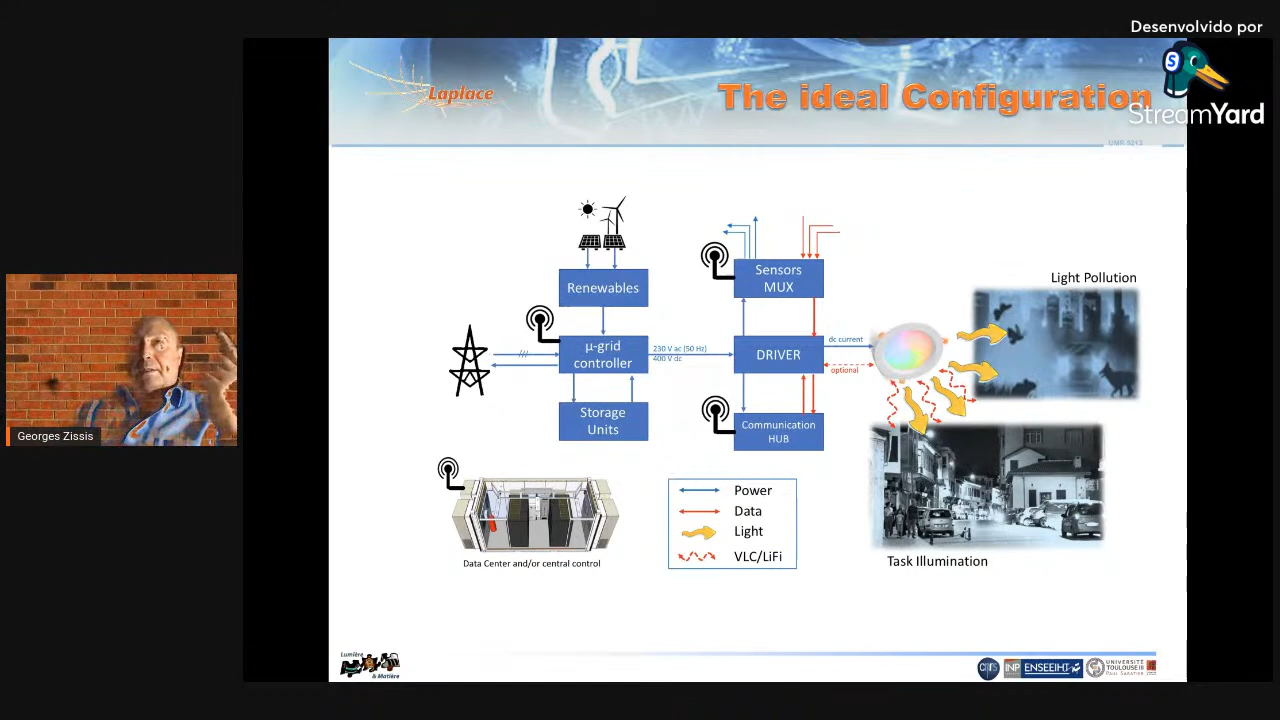 Desenvolvido por
StreamYard
Laplace
The ideal Configuration
UMR 5213
Renewables
µ-grid
controller
Storage
Units
230 V ac (50 Hz)
400 V dc
Sensors
MUX
DRIVER
Communication
HUB
dc current
optional
Light Pollution
Task Illumination
Georges Zissis
Data Center and/or central control
Power
Data
Light
VLC/LiFi
Lumière
& Matière
cnrs
INP
ENSEEIHT
UNIVERSITÉ
TOULOUSE III
PAUL SABATIER